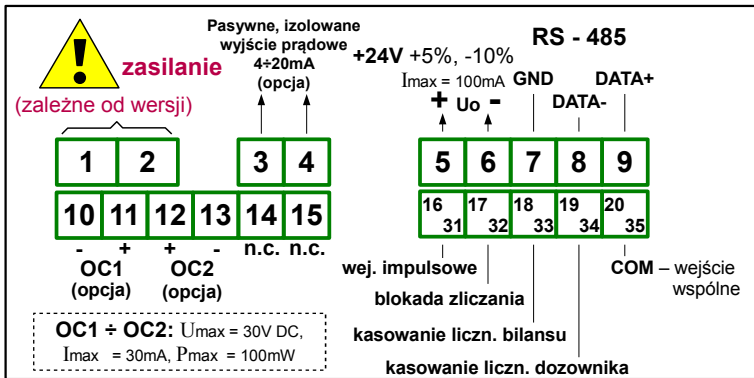 !
zasilanie
(zależne od wersji)
Pasywne, izolowane
wyjście prądowe
4÷20mA
(opcja)
+24V +5%, -10%
Imax = 100mA
+ Uo -
RS - 485
GND
DATA+
DATA-
1 2 3 4
5 6 7 8 9
10 11 12 13 14 15
16 17 18 19 20
31 32 33 34 35
- + + - n.c. n.c.
OC1 OC2
(opcja) (opcja)
OC1 ÷ OC2: Umax = 30V DC,
Imax = 30mA, Pmax = 100mW
wej. impulsowe
blokada zliczania
kasowanie liczn. bilansu
kasowanie liczn. dozownika
COM – wejście
wspólne